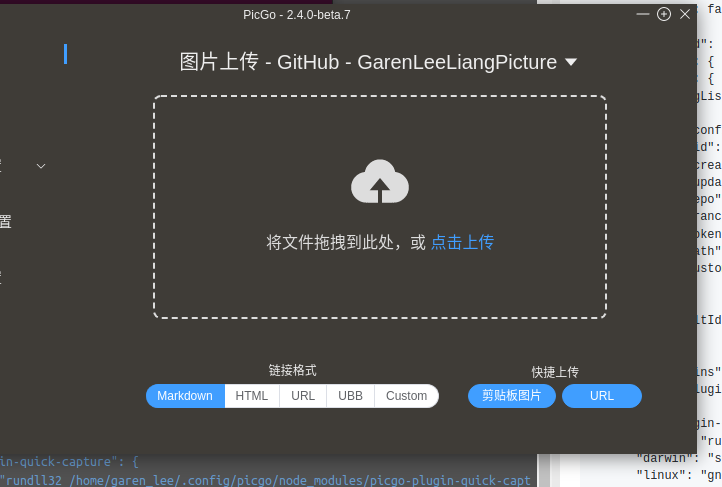 PicGo - 2.4.0-beta.7
图片上传 - GitHub - GarenLeeLiangPicture
将文件拖拽到此处，或 点击上传
置
链接格式
快捷上传
Markdown HTML URL UBB Custom
剪贴板图片 URL
in-quick-capture": {
"rundll32 /home/garen_lee/.config/picgo/node_modules/picgo-plugin-quick-capt
fa
d":
: {
: {
gLis
conf
id":
crea
upda
epo"
ranc
oken
ath"
usto
ltId
ins"
lugi
gin-
"ru
"darwin": "s
"linux": "gn